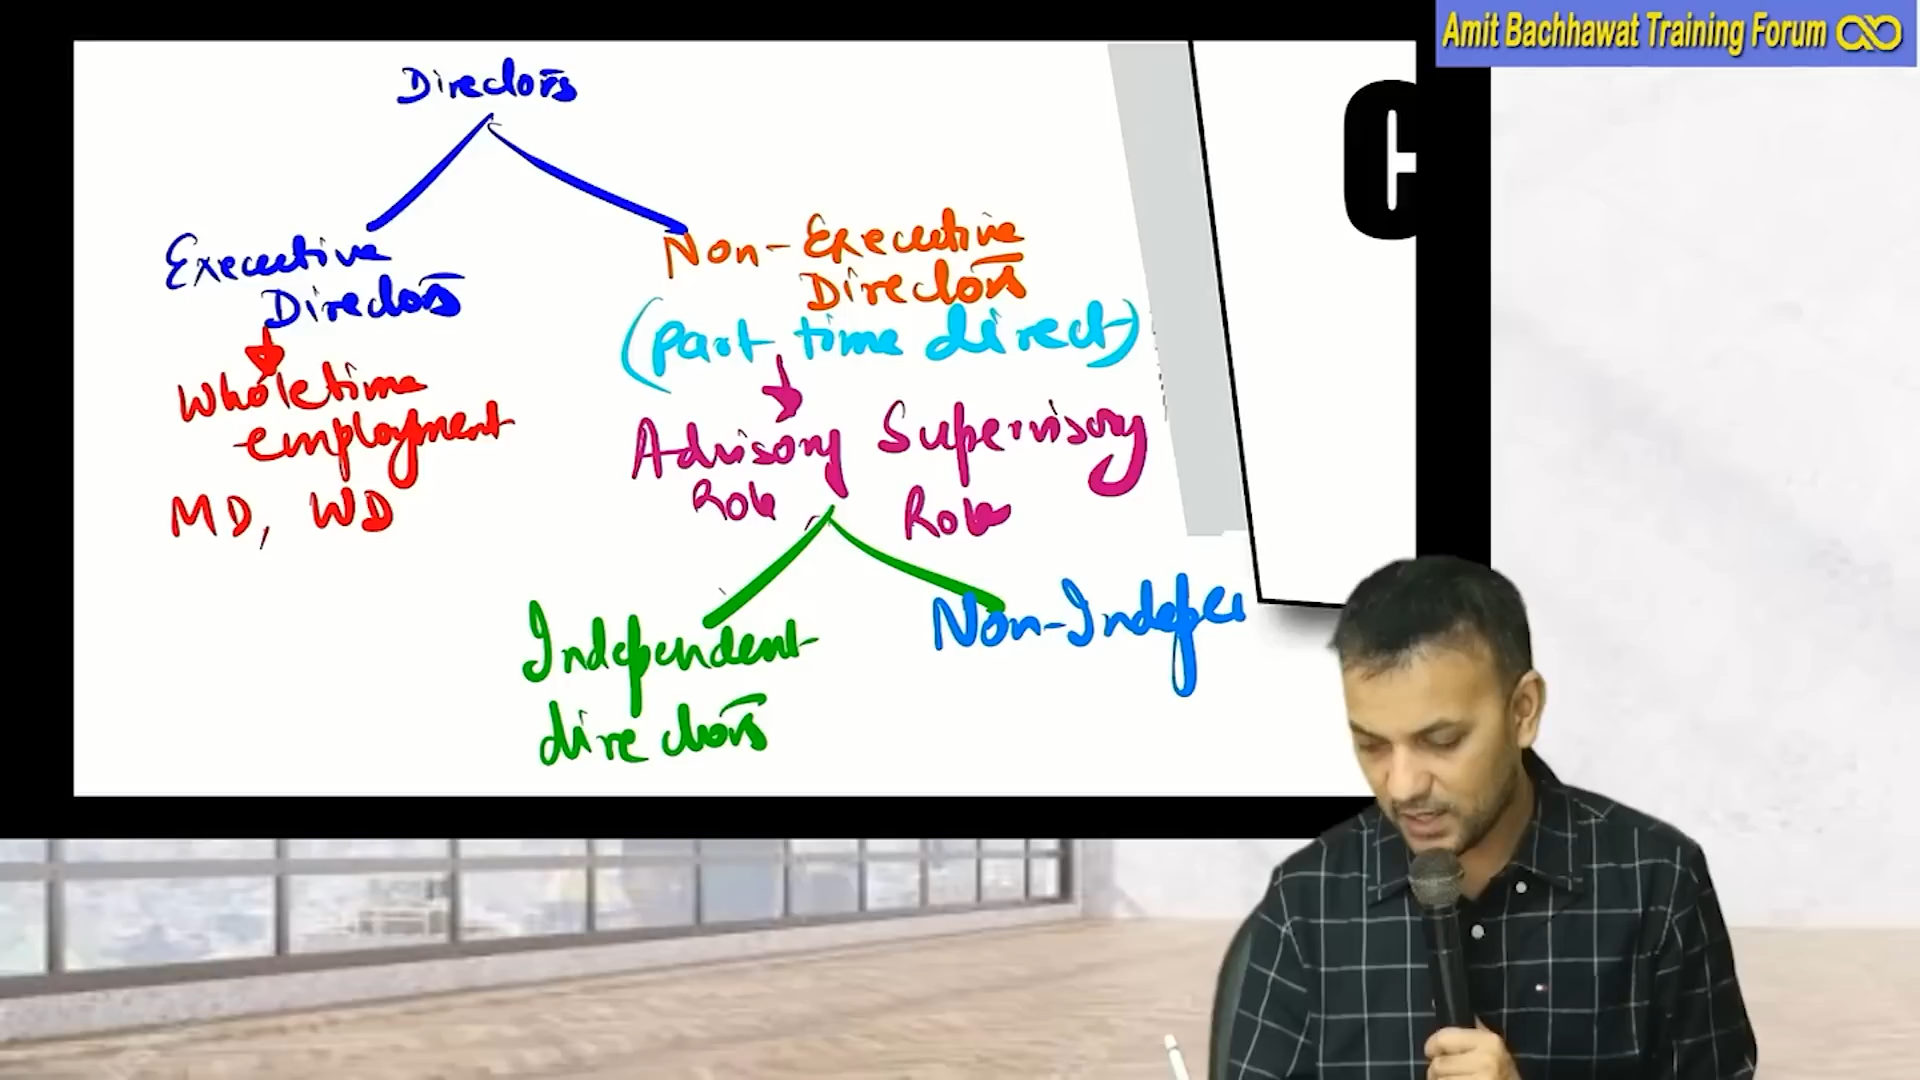 Amit Bachhawat Training Forum
Directors
Executive
Directors
Non-Executive
Directors
(Part time direct)
Wholetime
employment
MD, WD
Advisory Supervisory
Role Role
Independent
directors
Non-Indepe